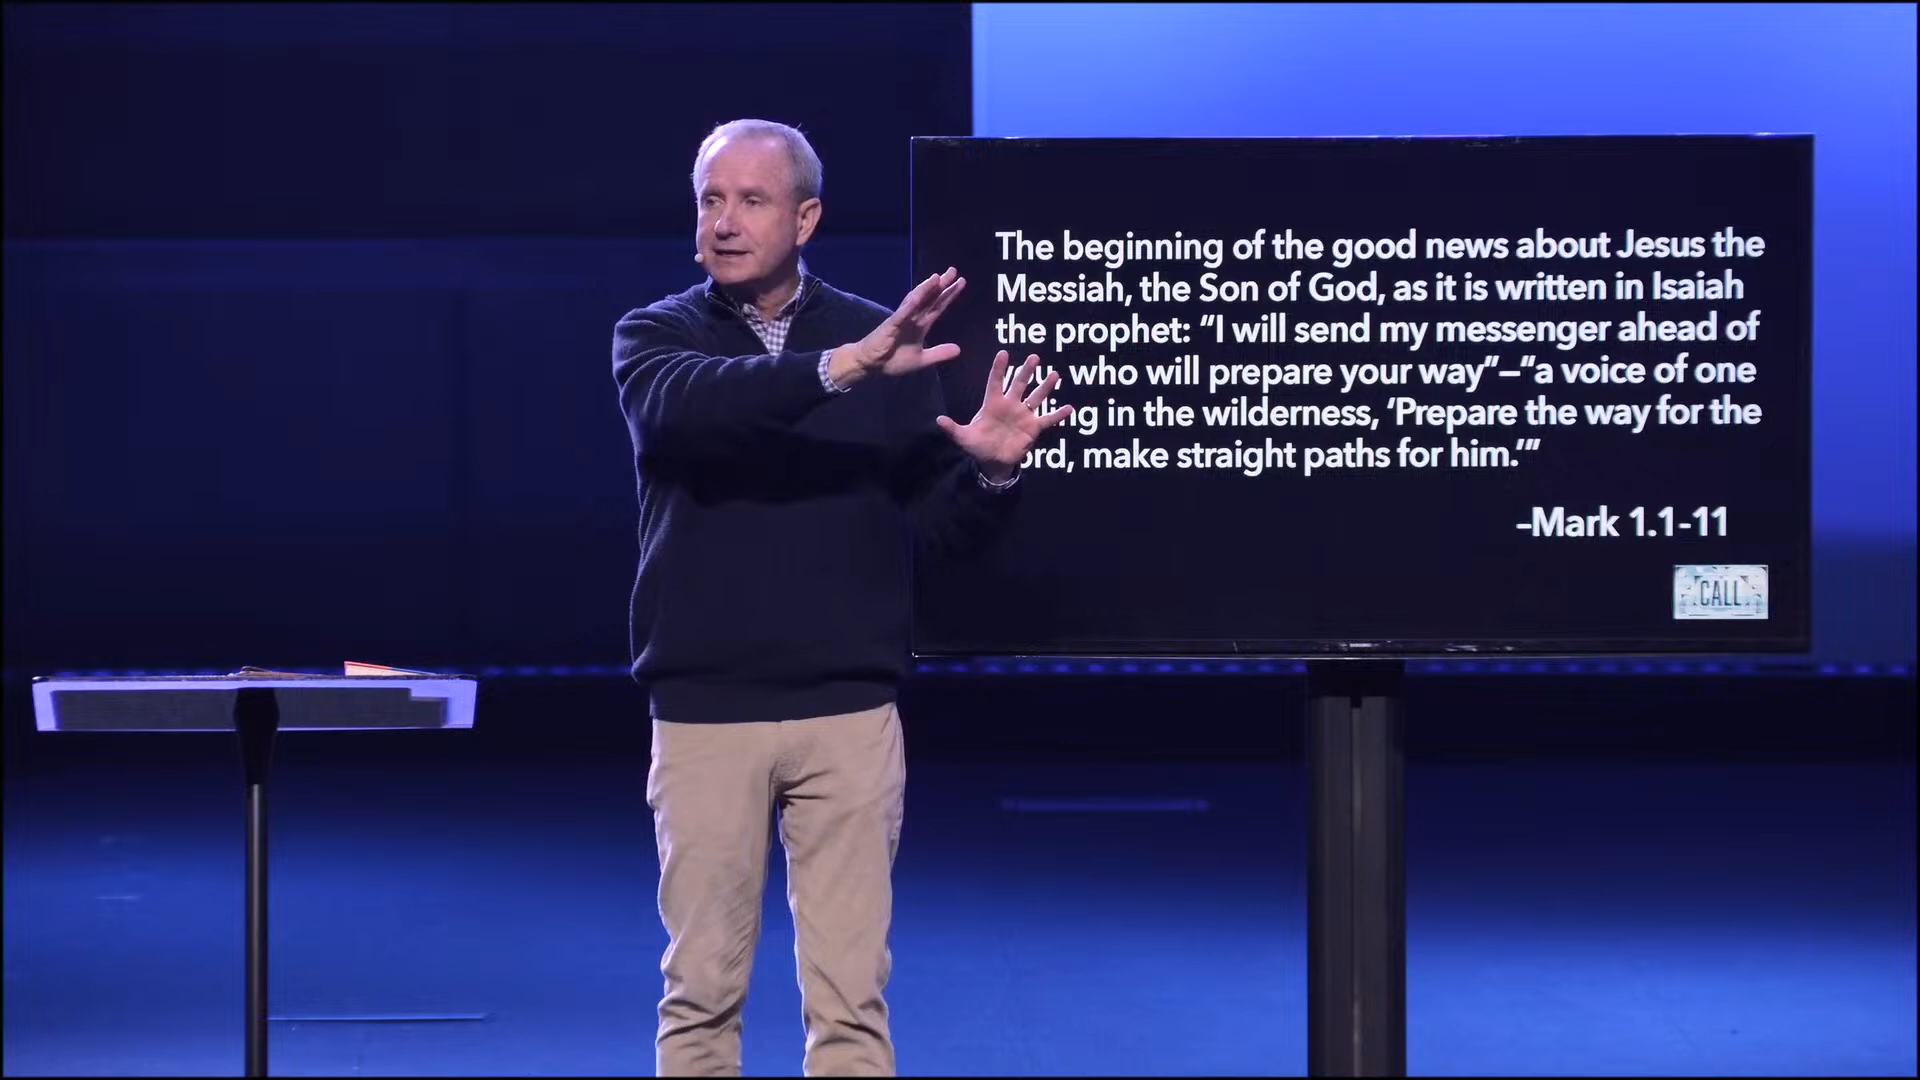 The beginning of the good news about Jesus the
Messiah, the Son of God, as it is written in Isaiah
the prophet: “I will send my messenger ahead of
you, who will prepare your way”–“a voice of one
in the wilderness, ‘Prepare the way for the
make straight paths for him.’”
–Mark 1.1-11
CALL